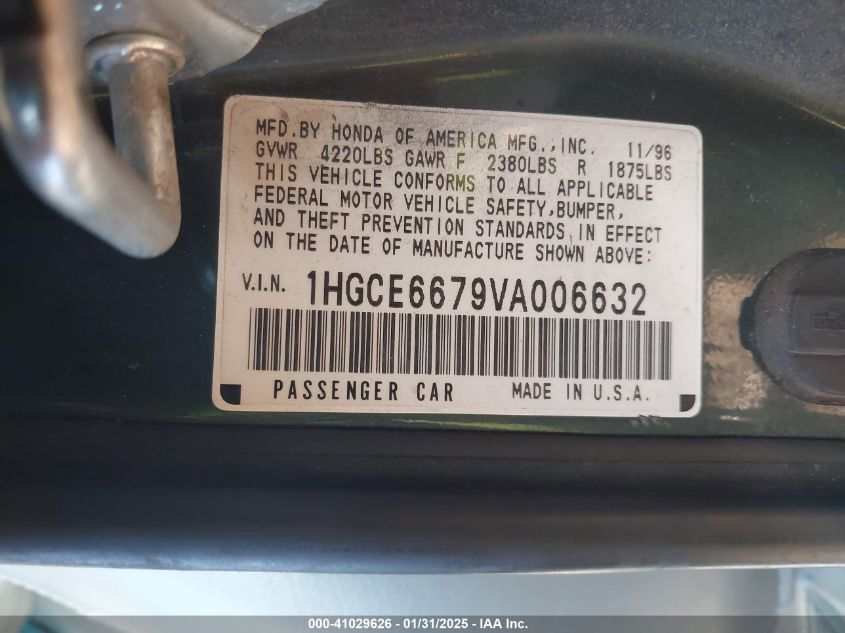 MFD.BY HONDA OF AMERICA MFG.,INC. 11/96
GVWR 4220LBS GAWR F 2380LBS R 1875LBS
THIS VEHICLE CONFORMS TO ALL APPLICABLE
FEDERAL MOTOR VEHICLE SAFETY,BUMPER,
AND THEFT PREVENTION STANDARDS IN EFFECT
ON THE DATE OF MANUFACTURE SHOWN ABOVE:
V.I.N. 1HGCE6679VA006632
PASSENGER CAR MADE IN U.S.A.
000-41029626 - 01/31/2025 - IAA Inc.